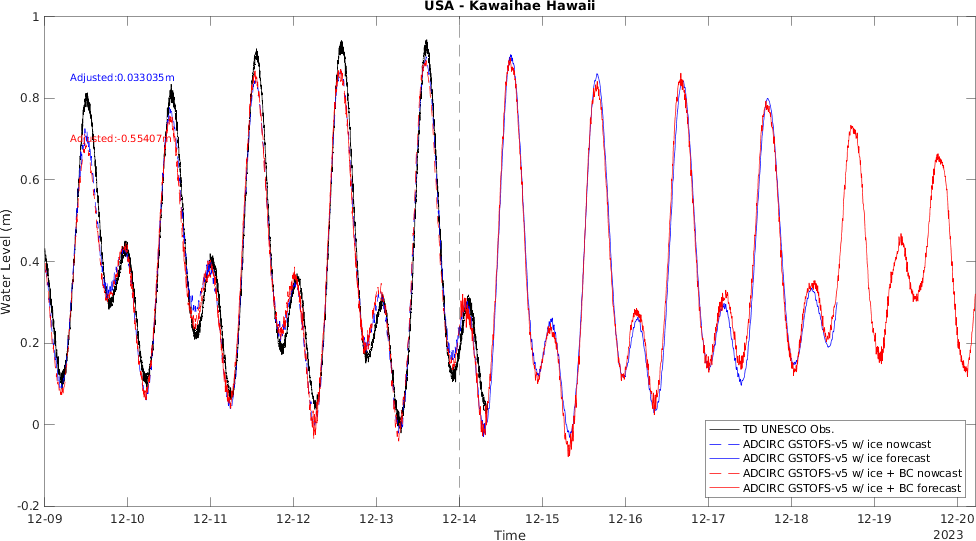 USA - Kawaihae Hawaii
1
0.8
0.6
0.4
0.2
0
-0.2
Water Level (m)
Adjusted:0.033035m
Adjusted:-0.55407m
TD UNESCO Obs.
ADCIRC GSTOFS-v5 w/ ice nowcast
ADCIRC GSTOFS-v5 w/ ice forecast
ADCIRC GSTOFS-v5 w/ ice + BC nowcast
ADCIRC GSTOFS-v5 w/ ice + BC forecast
12-09 12-10 12-11 12-12 12-13 12-14 12-15 12-16 12-17 12-18 12-19 12-20
Time
2023